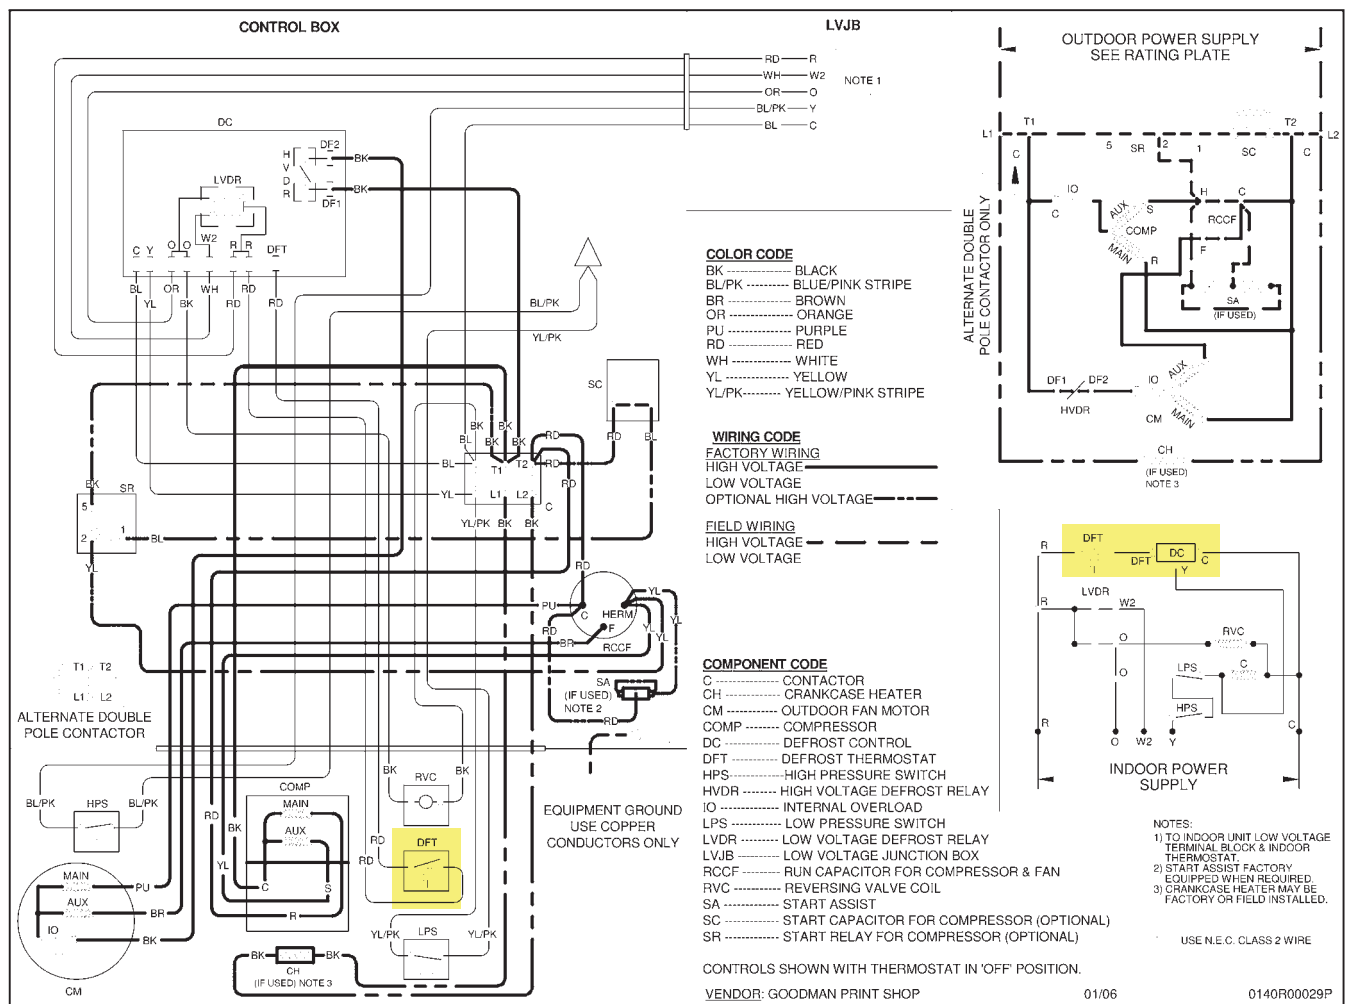 CONTROL BOX
LVJB
RD R
WH W2
OR O
BL/PK Y
BL C
NOTE 1
DC
H
V
D
R
DF2
BK
DF1
BK
LVDR
C Y O O W2 R R DFT
BL YL OR BK WH RD RD RD
BL/PK
YL/PK
SC
RD BL
BK BK
BL BK BK
RD
BL T1 T2 RD
RD
YL L1 L2
C
YL/PK BK BK
BK SR
5
2 1 BL
YL
RD
PU C HERM
YL
YL
YL YL
RD F
BR RCCF
SA
(IF USED)
NOTE 2
RD
T1 T2
L1 L2
ALTERNATE DOUBLE
POLE CONTACTOR
BL/PK HPS BL/PK
COMP
MAIN
AUX
C S
R
RD
BK
YL
BK RVC BK
RD
RD
DFT
YL/PK LPS YL/PK
EQUIPMENT GROUND
USE COPPER
CONDUCTORS ONLY
MAIN
AUX
IO
PU
BR
BK
CM
BK BK
CH
(IF USED) NOTE 3
COLOR CODE
BK ------------- BLACK
BL/PK ------------- BLUE/PINK STRIPE
BR ------------- BROWN
OR ------------- ORANGE
PU ------------- PURPLE
RD ------------- RED
WH ------------- WHITE
YL ------------- YELLOW
YL/PK-------- YELLOW/PINK STRIPE
WIRING CODE
FACTORY WIRING
HIGH VOLTAGE
LOW VOLTAGE
OPTIONAL HIGH VOLTAGE
FIELD WIRING
HIGH VOLTAGE
LOW VOLTAGE
COMPONENT CODE
C ------------- CONTACTOR
CH ------------- CRANKCASE HEATER
CM ----------- OUTDOOR FAN MOTOR
COMP ------- COMPRESSOR
DC ----------- DEFROST CONTROL
DFT ---------- DEFROST THERMOSTAT
HPS----------HIGH PRESSURE SWITCH
HVDR ------- HIGH VOLTAGE DEFROST RELAY
IO ------------ INTERNAL OVERLOAD
LPS ---------- LOW PRESSURE SWITCH
LVDR -------- LOW VOLTAGE DEFROST RELAY
LVJB --------- LOW VOLTAGE JUNCTION BOX
RCCF ------- RUN CAPACITOR FOR COMPRESSOR & FAN
RVC --------- REVERSING VALVE COIL
SA ----------- START ASSIST
SC ----------- START CAPACITOR FOR COMPRESSOR (OPTIONAL)
SR ----------- START RELAY FOR COMPRESSOR (OPTIONAL)
CONTROLS SHOWN WITH THERMOSTAT IN 'OFF' POSITION.
VENDOR: GOODMAN PRINT SHOP
01/06
0140R00029P
OUTDOOR POWER SUPPLY
SEE RATING PLATE
L1 T1 T2 L2
5 SR 2 1 SC
C C
ALTERNATE DOUBLE
POLE CONTACTOR ONLY
IO
C
AUX S
COMP
MAIN
R
H C
RCCF
F
SA
(IF USED)
DF1 DF2
HVDR
IO
AUX
CM
MAIN
CH
(IF USED)
NOTE 3
R DFT
DFT DC C
Y
R LVDR W2
O
O
RVC
LPS C
HPS
R C
O W2 Y
INDOOR POWER
SUPPLY
NOTES:
1) TO INDOOR UNIT LOW VOLTAGE
TERMINAL BLOCK & INDOOR
THERMOSTAT.
2) START ASSIST FACTORY
EQUIPPED WHEN REQUIRED.
3) CRANKCASE HEATER MAY BE
FACTORY OR FIELD INSTALLED.
USE N.E.C. CLASS 2 WIRE